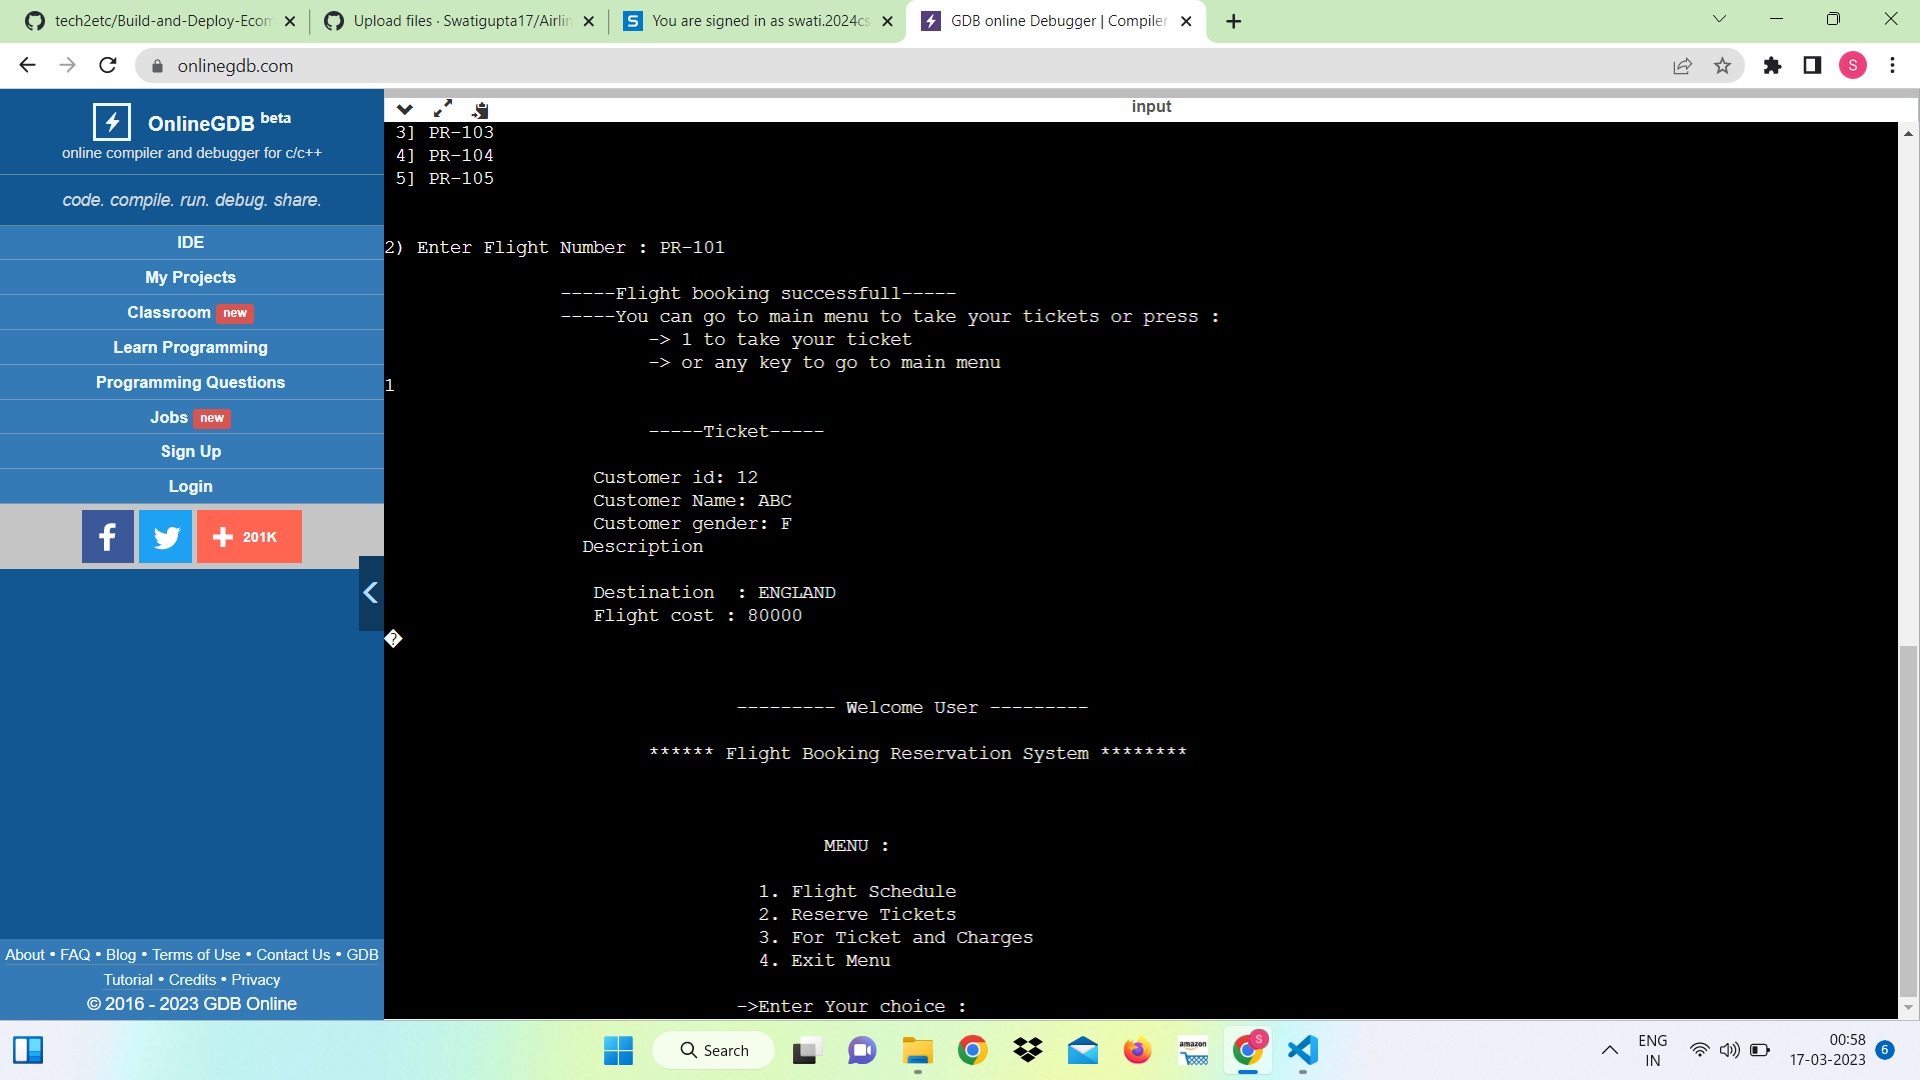 tech2etc/Build-and-Deploy-Ecom
Upload files · Swatigupta17/Airlin
S You are signed in as swati.2024cs
GDB online Debugger | Compiler
onlinegdb.com
S
OnlineGDB beta
online compiler and debugger for c/c++
code. compile. run. debug. share.
IDE
My Projects
Classroom new
Learn Programming
Programming Questions
Jobs new
Sign Up
Login
201K
About • FAQ • Blog • Terms of Use • Contact Us • GDB
Tutorial • Credits • Privacy
© 2016 - 2023 GDB Online
input
3] PR-103
4] PR-104
5] PR-105
2) Enter Flight Number : PR-101
-----Flight booking successfull-----
-----You can go to main menu to take your tickets or press :
-> 1 to take your ticket
-> or any key to go to main menu
1
-----Ticket-----
Customer id: 12
Customer Name: ABC
Customer gender: F
Description
Destination  : ENGLAND
Flight cost : 80000
�
--------- Welcome User ---------
****** Flight Booking Reservation System ********
MENU :
1. Flight Schedule
2. Reserve Tickets
3. For Ticket and Charges
4. Exit Menu
->Enter Your choice :
Search
amazon
S
ENG
IN
00:58
17-03-2023
6